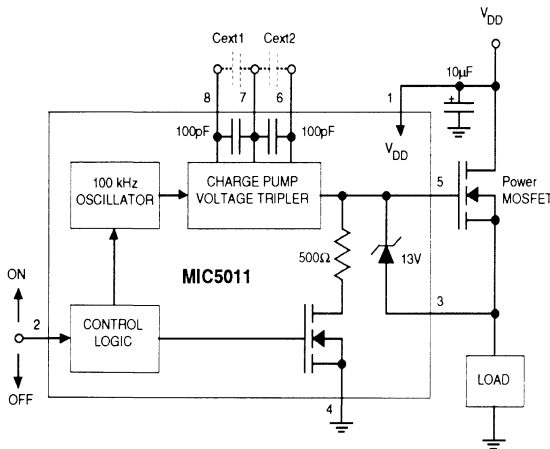 V_DD
Cext1 Cext2
10µF
+
8 7 6 1
100pF 100pF
V_DD
100 kHz
OSCILLATOR
CHARGE PUMP
VOLTAGE TRIPLER
5
Power
MOSFET
500Ω
13V
MIC5011
ON
2
CONTROL
LOGIC
3
OFF
4
LOAD